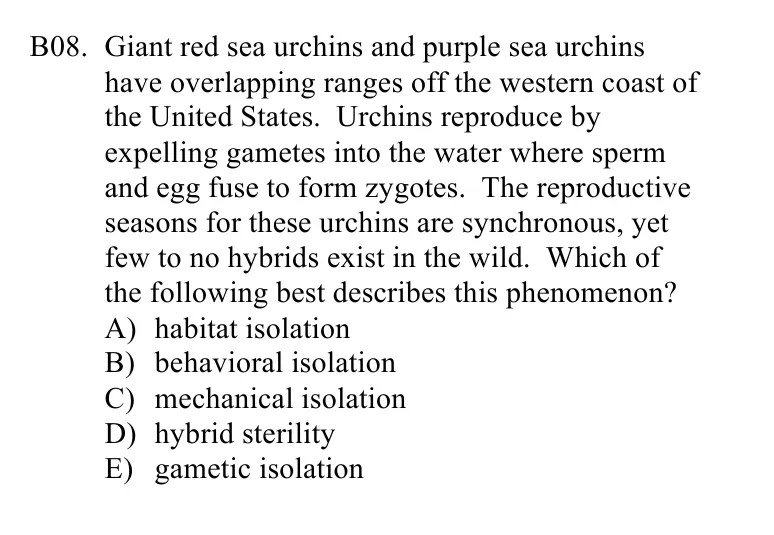 B08. Giant red sea urchins and purple sea urchins
have overlapping ranges off the western coast of
the United States. Urchins reproduce by
expelling gametes into the water where sperm
and egg fuse to form zygotes. The reproductive
seasons for these urchins are synchronous, yet
few to no hybrids exist in the wild. Which of
the following best describes this phenomenon?
A) habitat isolation
B) behavioral isolation
C) mechanical isolation
D) hybrid sterility
E) gametic isolation